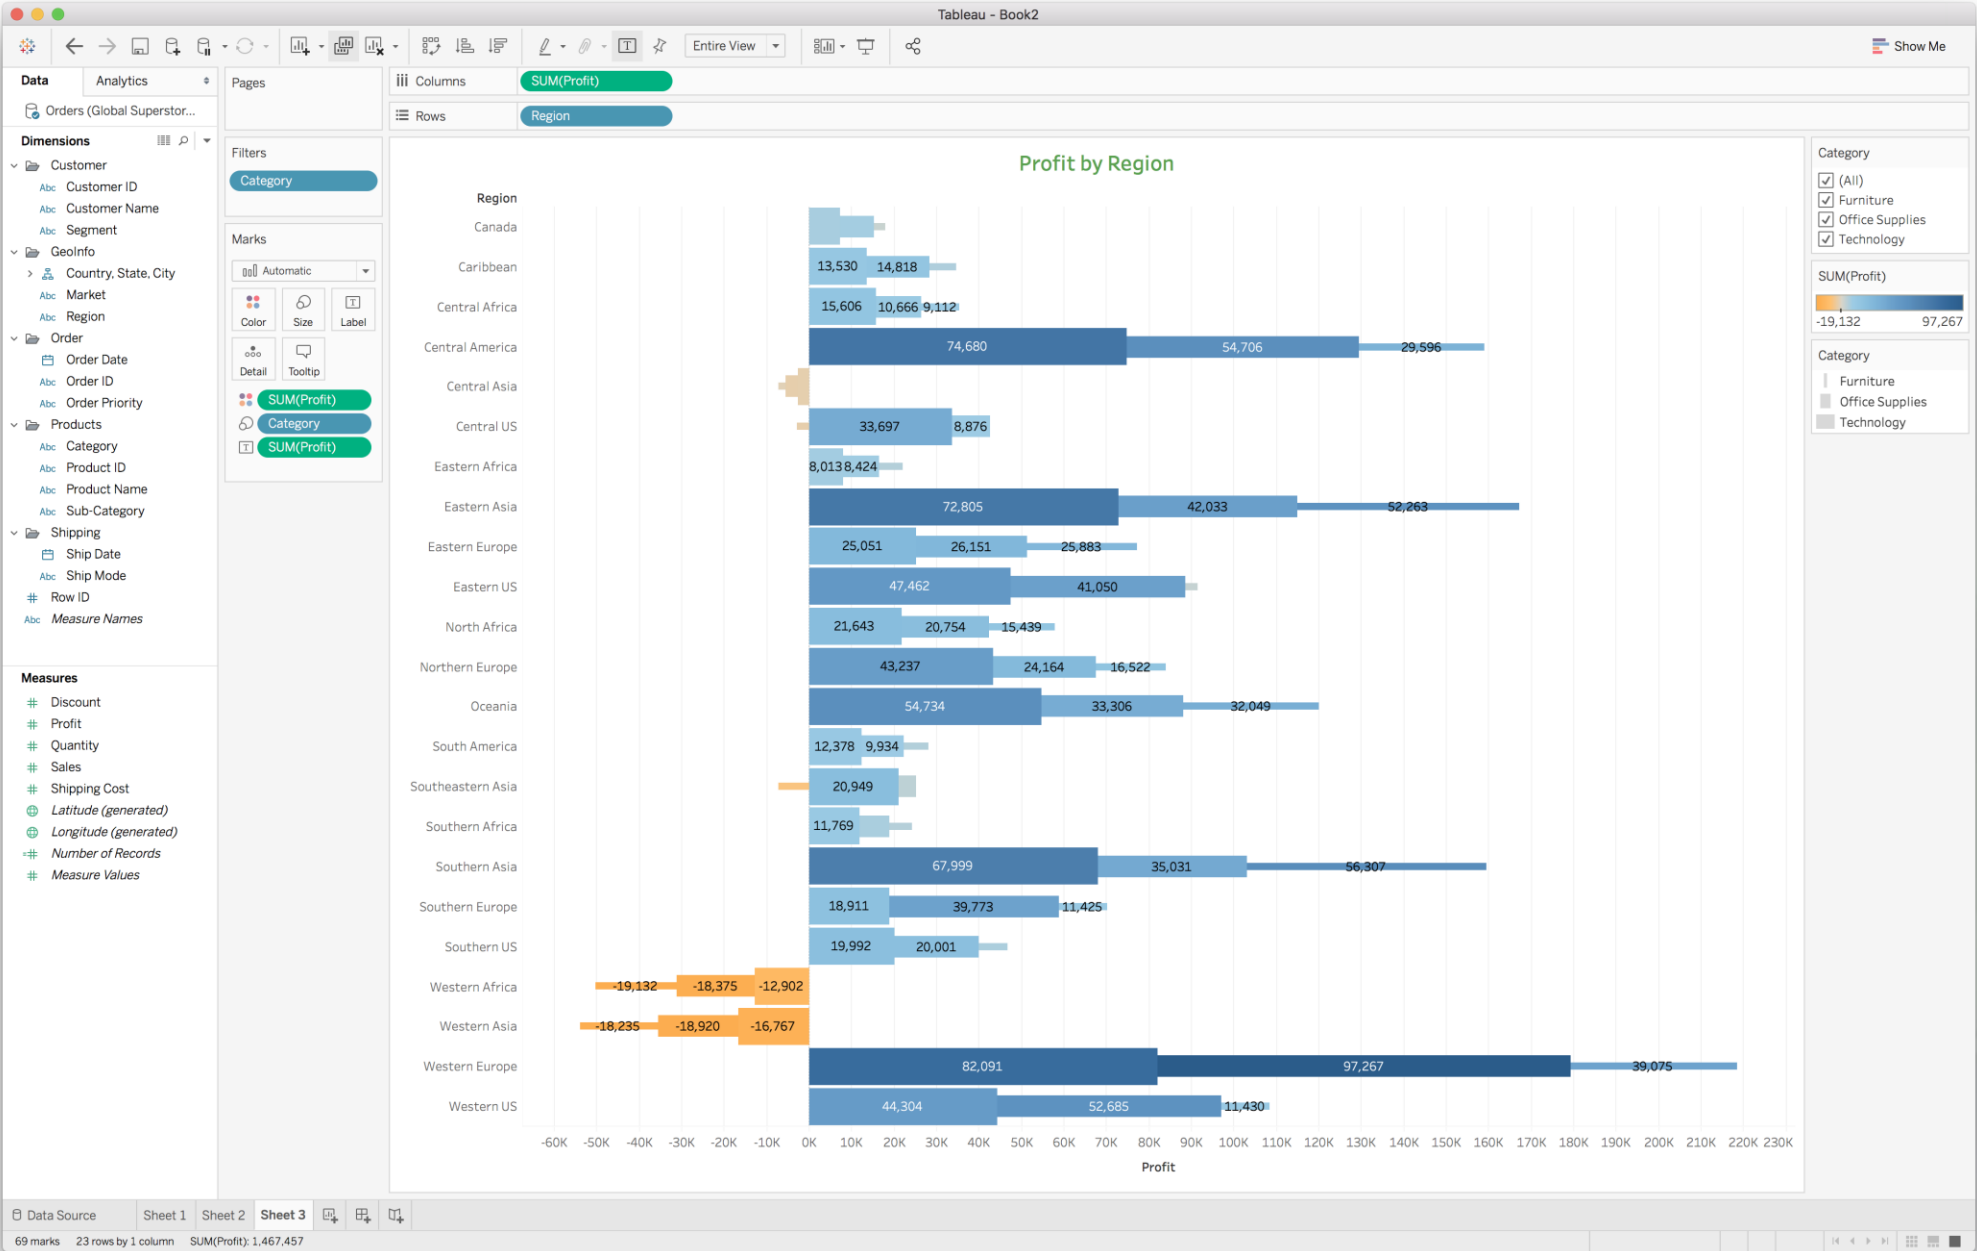 Tableau - Book2
Entire View
Show Me
Data
Analytics
Orders (Global Superstor...
Dimensions
Customer
Abc Customer ID
Abc Customer Name
Abc Segment
GeoInfo
Country, State, City
Abc Market
Abc Region
Order
Order Date
Abc Order ID
Abc Order Priority
Products
Abc Category
Abc Product ID
Abc Product Name
Abc Sub-Category
Shipping
Ship Date
Abc Ship Mode
# Row ID
Abc Measure Names
Measures
# Discount
# Profit
# Quantity
# Sales
# Shipping Cost
Latitude (generated)
Longitude (generated)
=# Number of Records
# Measure Values
Pages
Filters
Category
Marks
Automatic
Color Size Label
Detail Tooltip
SUM(Profit)
Category
SUM(Profit)
Columns SUM(Profit)
Rows Region
Profit by Region
Region
Canada
Caribbean 13,530 14,818
Central Africa 15,606 10,666 9,112
Central America 74,680 54,706 29,596
Central Asia
Central US 33,697 8,876
Eastern Africa 8,013 8,424
Eastern Asia 72,805 42,033 52,263
Eastern Europe 25,051 26,151 25,883
Eastern US 47,462 41,050
North Africa 21,643 20,754 15,439
Northern Europe 43,237 24,164 16,522
Oceania 54,734 33,306 32,049
South America 12,378 9,934
Southeastern Asia 20,949
Southern Africa 11,769
Southern Asia 67,999 35,031 56,307
Southern Europe 18,911 39,773 11,425
Southern US 19,992 20,001
Western Africa -19,132 -18,375 -12,902
Western Asia -18,235 -18,920 -16,767
Western Europe 82,091 97,267 39,075
Western US 44,304 52,685 11,430
-60K -50K -40K -30K -20K -10K 0K 10K 20K 30K 40K 50K 60K 70K 80K 90K 100K 110K 120K 130K 140K 150K 160K 170K 180K 190K 200K 210K 220K 230K
Profit
Category
(All)
Furniture
Office Supplies
Technology
SUM(Profit)
-19,132 97,267
Category
Furniture
Office Supplies
Technology
Data Source Sheet 1 Sheet 2 Sheet 3
69 marks 23 rows by 1 column SUM(Profit): 1,467,457